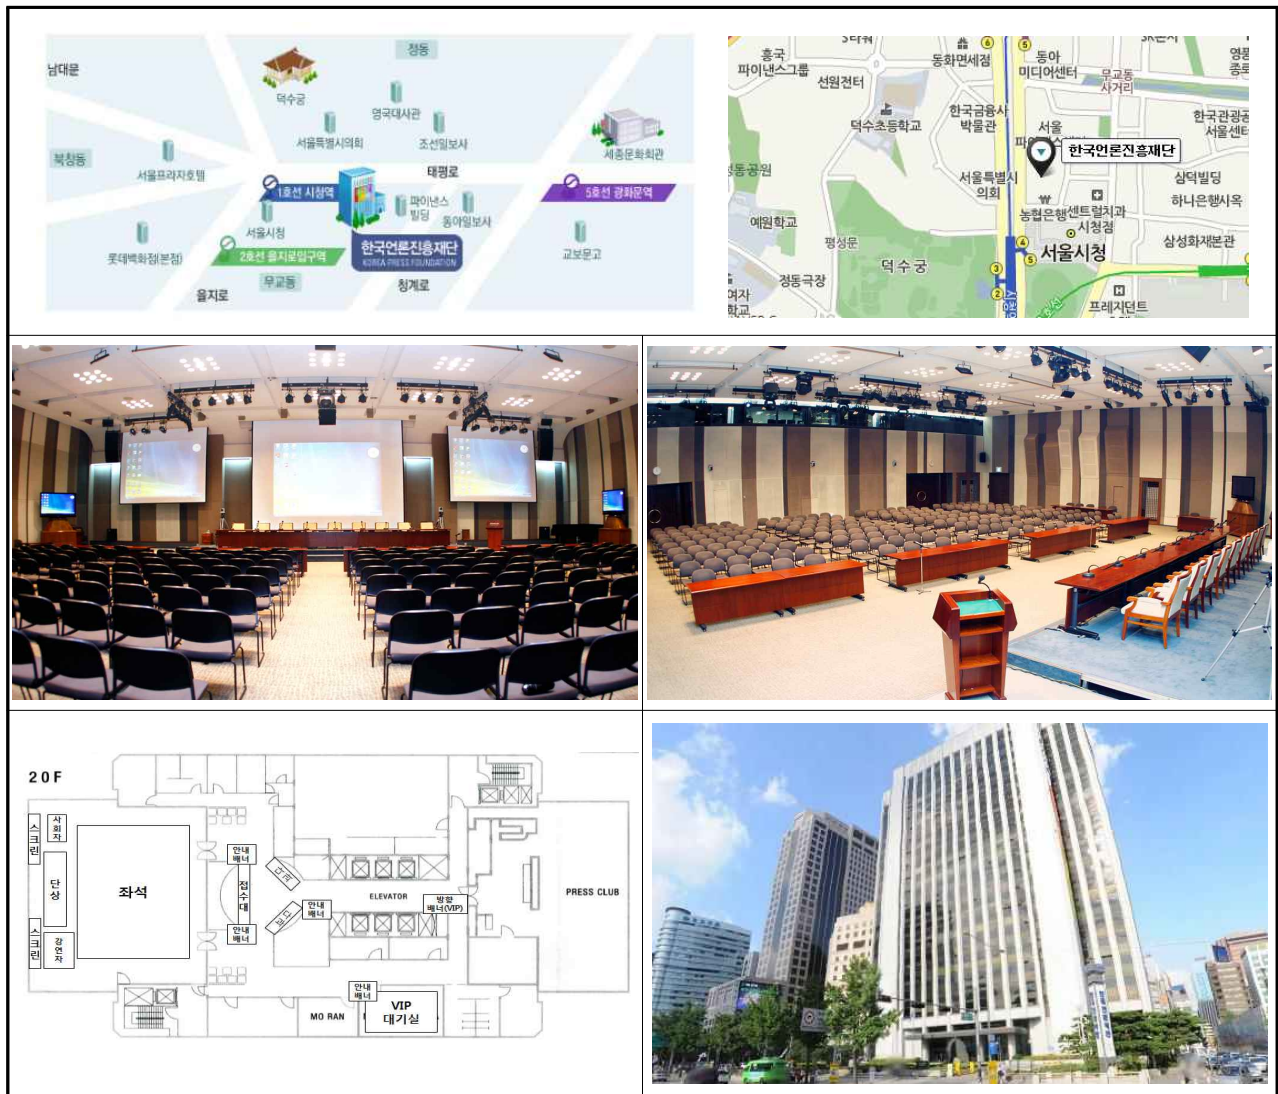 정동
남대문
덕수궁
영국대사관
서울특별시의회
조선일보사
세종문화회관
북창동
서울프라자호텔
태평로
1호선 시청역
5호선 광화문역
파이낸스
빌딩
동아일보사
서울시청
롯데백화점(본점)
2호선 을지로입구역
한국언론진흥재단
KOREA PRESS FOUNDATION
교보문고
무교동
을지로
청계로
흥국
파이낸스그룹
동화면세점
6
5
동아
미디어센터
선원전터
무교동
사거리
덕수초등학교
한국금융사
박물관
서울
한국관광공
서울센터
한국언론진흥재단
서울특별시
의회
삼덕빌딩
농협은행
센트럴치과
시청점
하나은행시옥
예원학교
평성문
덕수궁
4
5
서울시청
삼성화재본관
정동극장
3
2
여자
학교
프레지던트
20F
스크린
사회자
단상
좌석
스크린
강연자
안내
배너
접수대
안내
배너
안내
배너
ELEVATOR
방향
배너(VIP)
PRESS CLUB
안내
배너
MO RAN
VIP
대기실